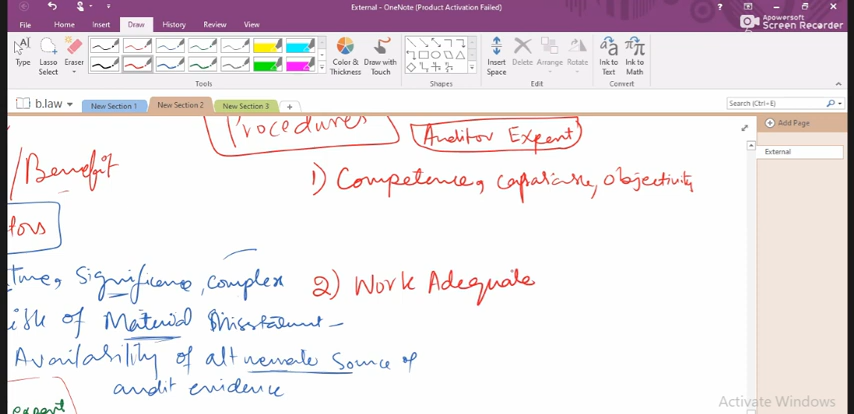 External - OneNote (Product Activation Failed)
Apowersoft
Screen Recorder
File Home Insert Draw History Review View
Type
Lasso Select
Eraser
Color & Thickness
Draw with Touch
Insert Space
Delete
Arrange
Rotate
Ink to Text
Ink to Math
Tools
Shapes
Edit
Convert
b.law
New Section 1
New Section 2
New Section 3
Search (Ctrl+E)
Add Page
External
Procedures
Auditor Expert
/Benefit
1) Competence, objectivity
tors
ture, Significance, complex
2) Work Adequate
isk of Material Misstatement
Availability of alternate source of
audit evidence
expert
Activate Windows